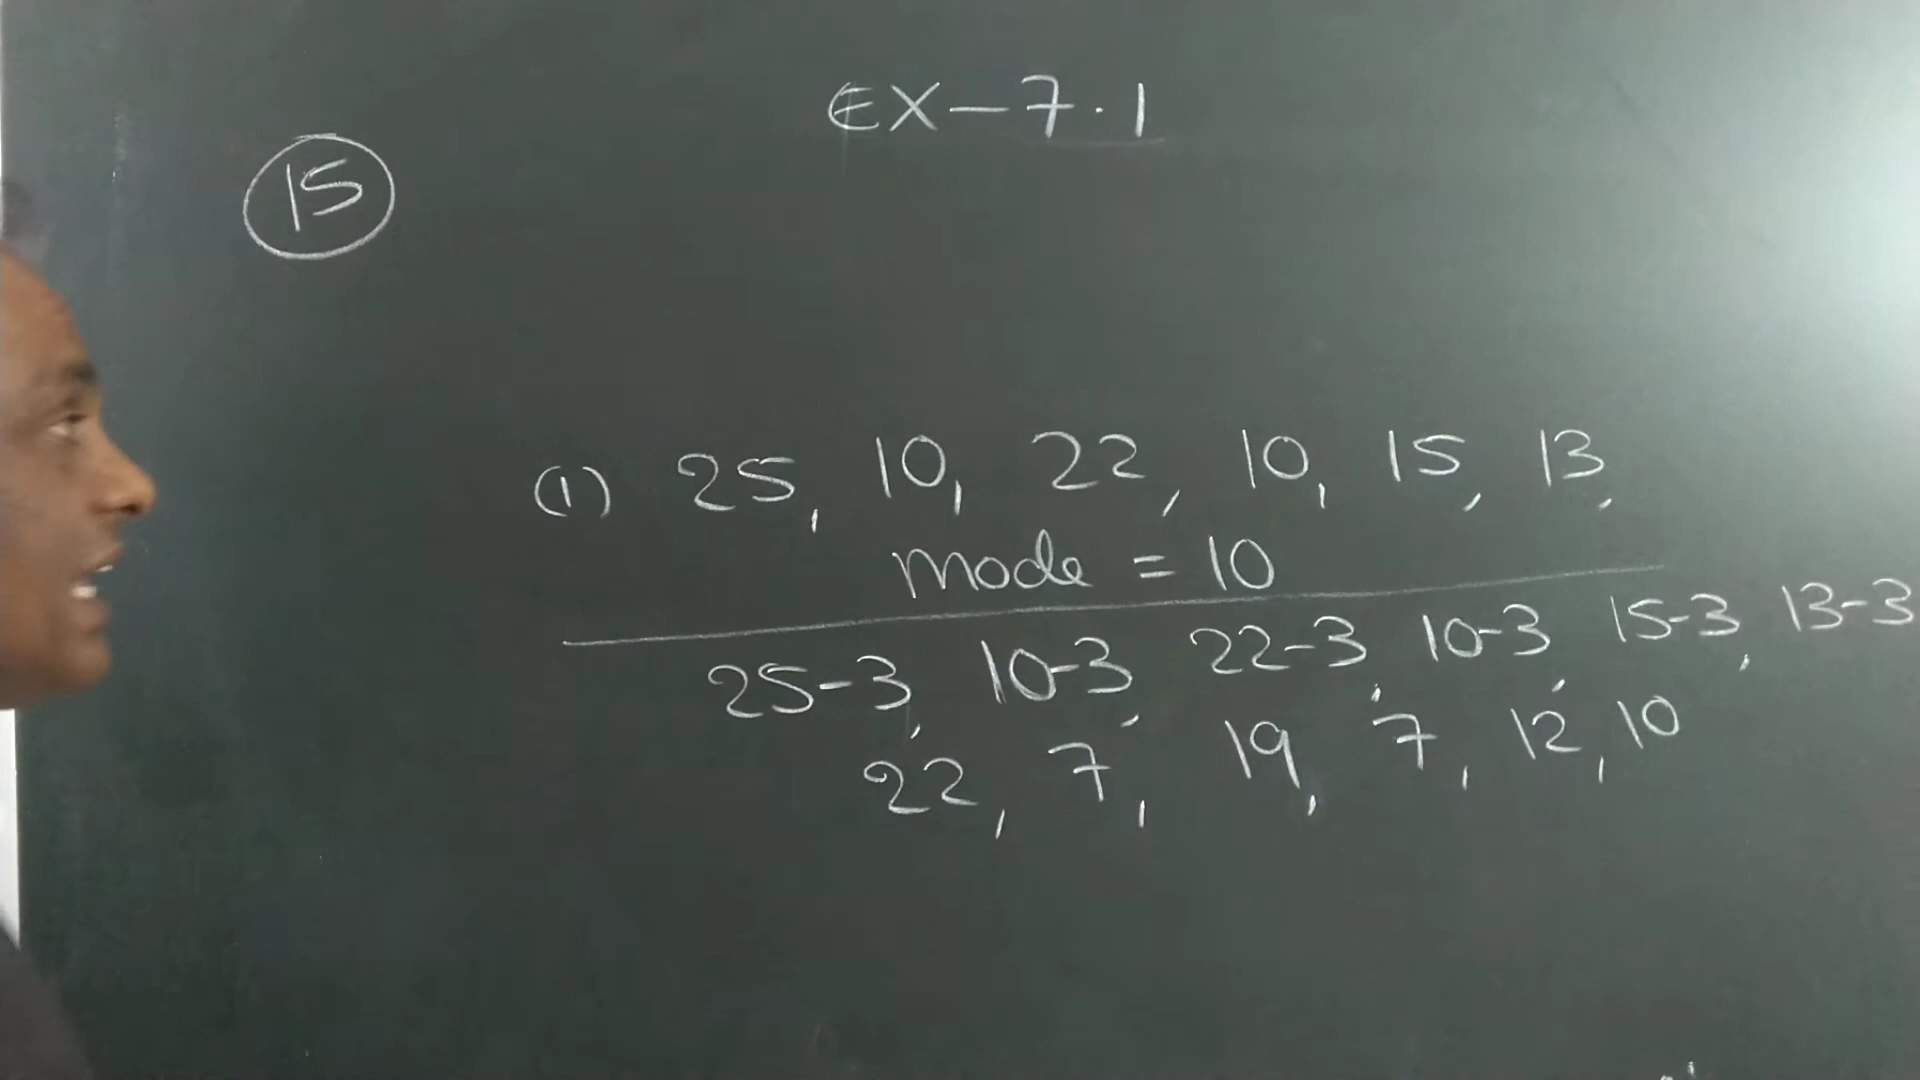 EX-7.1
15
(1) 25, 10, 22, 10, 15, 13,
mode = 10
25-3, 10-3, 22-3, 10-3, 15-3, 13-3
22, 7, 19, 7, 12, 10